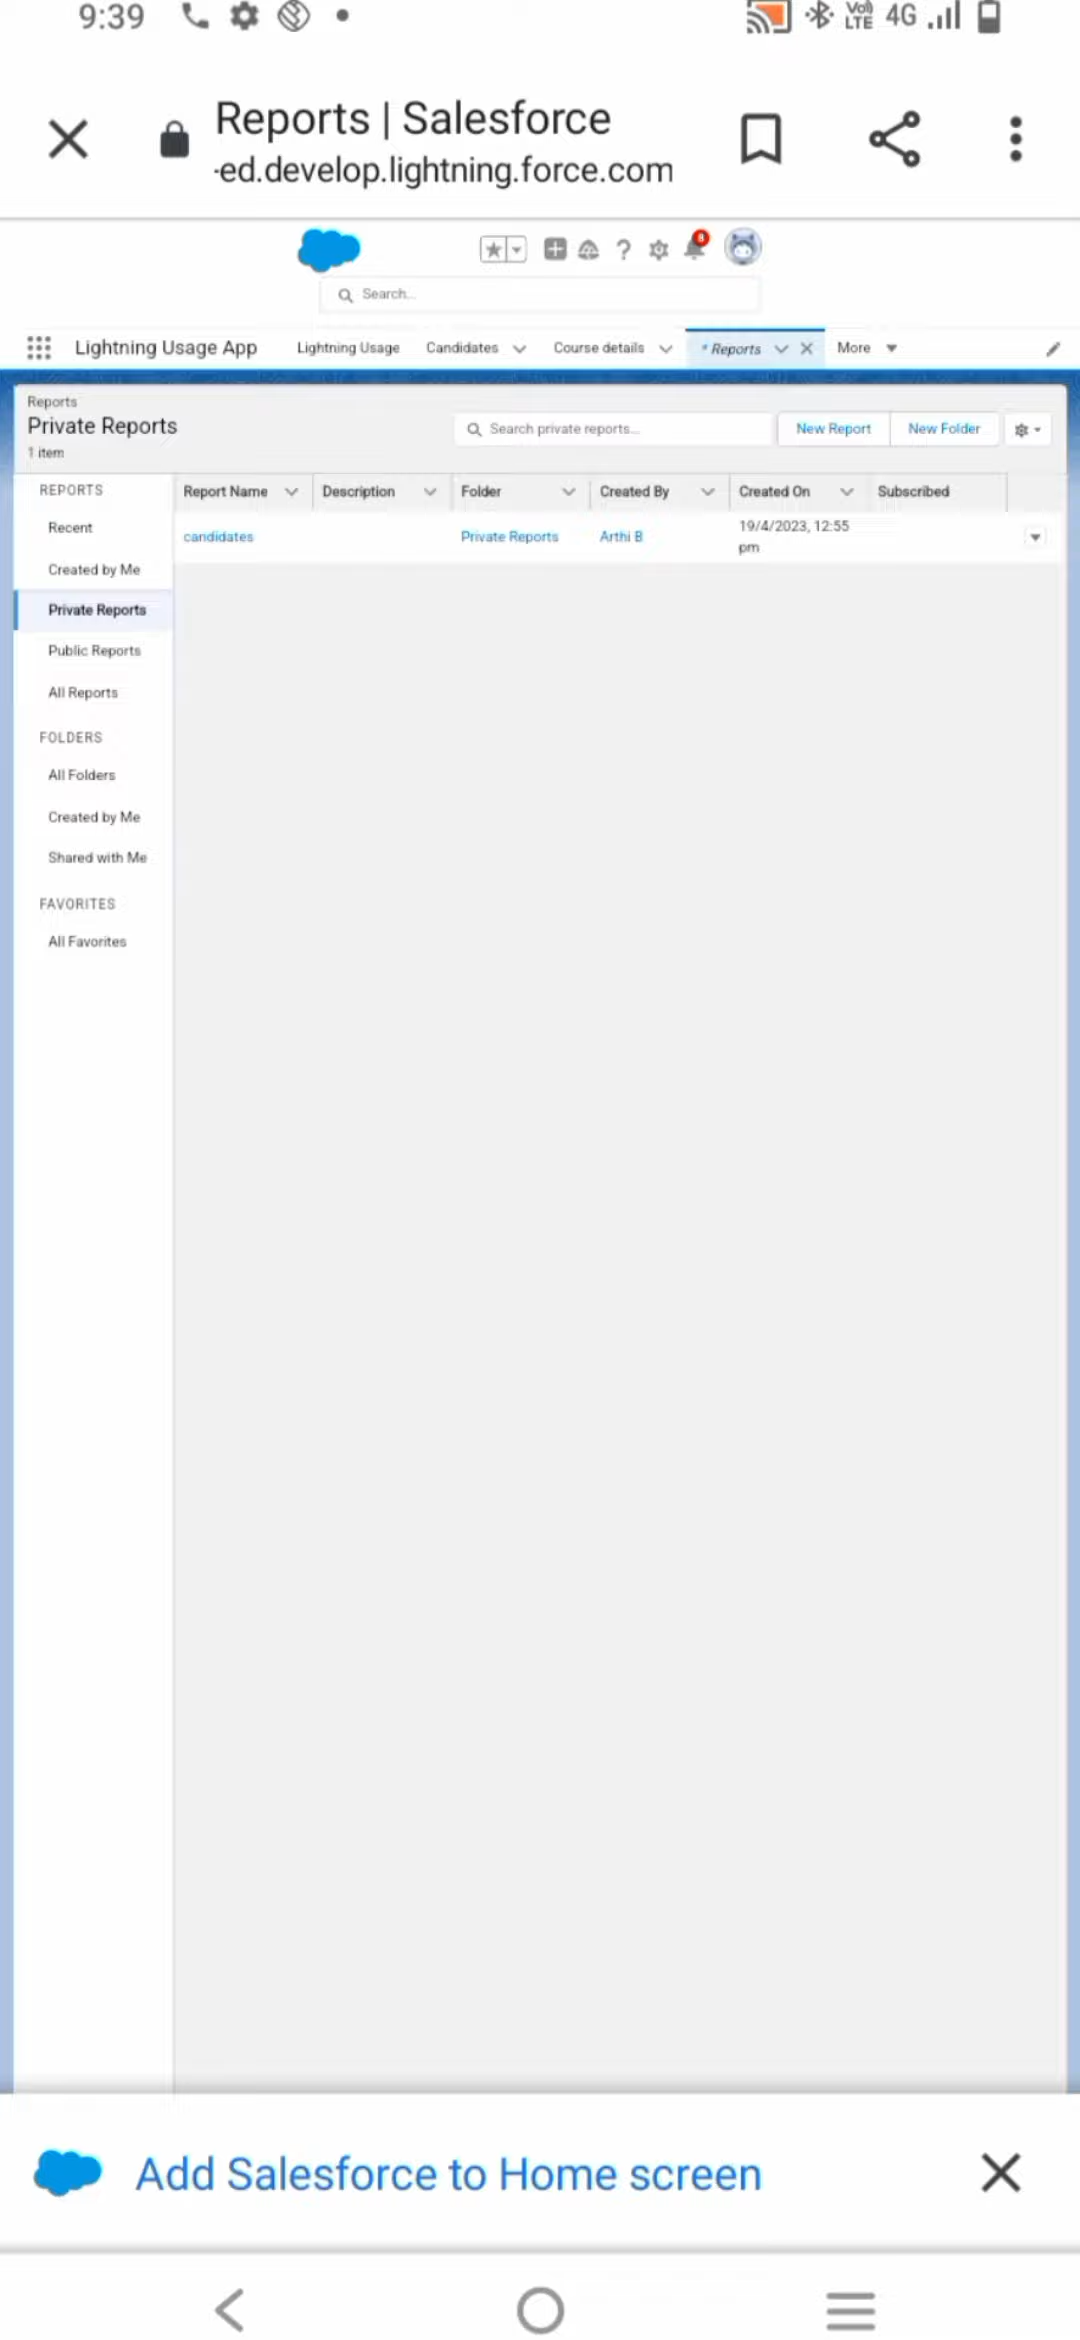 9:39
Vo) LTE 4G
Reports | Salesforce
-ed.develop.lightning.force.com
8
Search...
Lightning Usage App Lightning Usage Candidates Course details * Reports More
Reports
Private Reports
1 item
Search private reports...
New Report New Folder
REPORTS
Recent
Created by Me
Private Reports
Public Reports
All Reports
FOLDERS
All Folders
Created by Me
Shared with Me
FAVORITES
All Favorites
Report Name Description Folder Created By Created On Subscribed
candidates Private Reports Arthi B 19/4/2023, 12:55
pm
Add Salesforce to Home screen